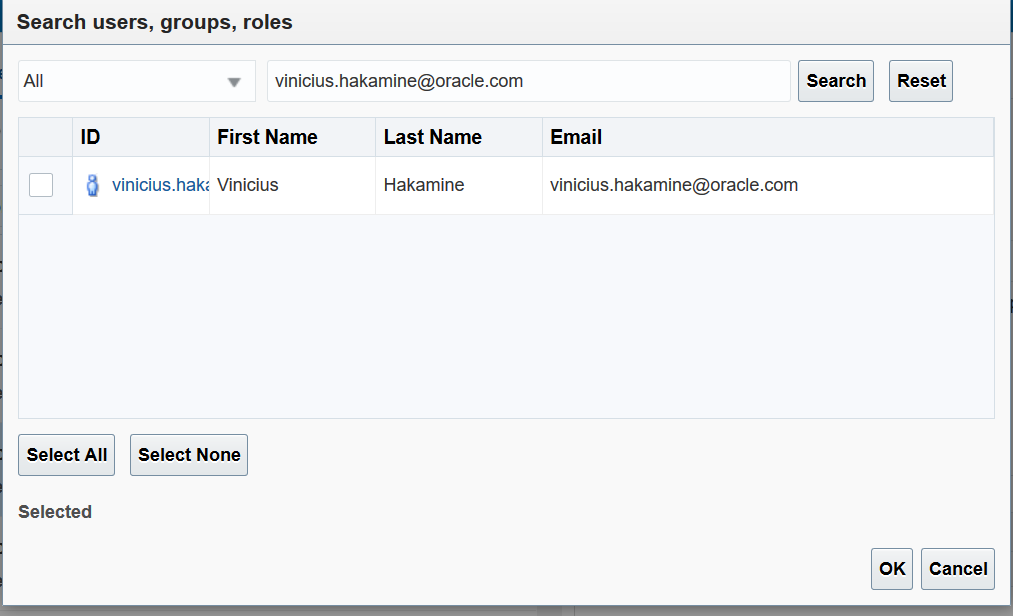 Search users, groups, roles
All vinicius.hakamine@oracle.com Search Reset
ID First Name Last Name Email
vinicius.haka Vinicius Hakamine vinicius.hakamine@oracle.com
Select All Select None
Selected
OK Cancel